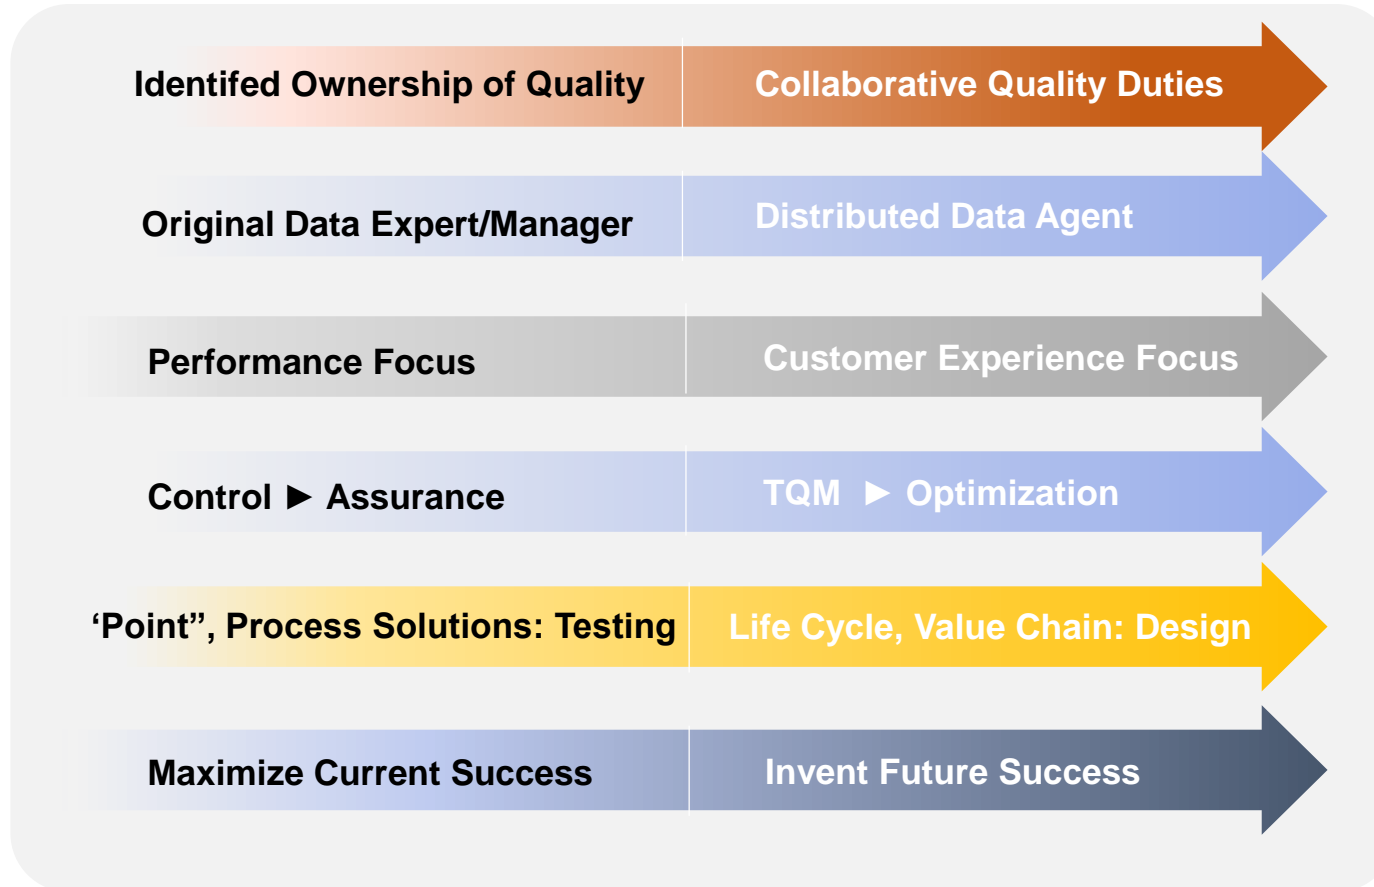 Identifed Ownership of Quality
Collaborative Quality Duties
Original Data Expert/Manager
Distributed Data Agent
Performance Focus
Customer Experience Focus
Control ► Assurance
TQM ► Optimization
‘Point”, Process Solutions: Testing
Life Cycle, Value Chain: Design
Maximize Current Success
Invent Future Success